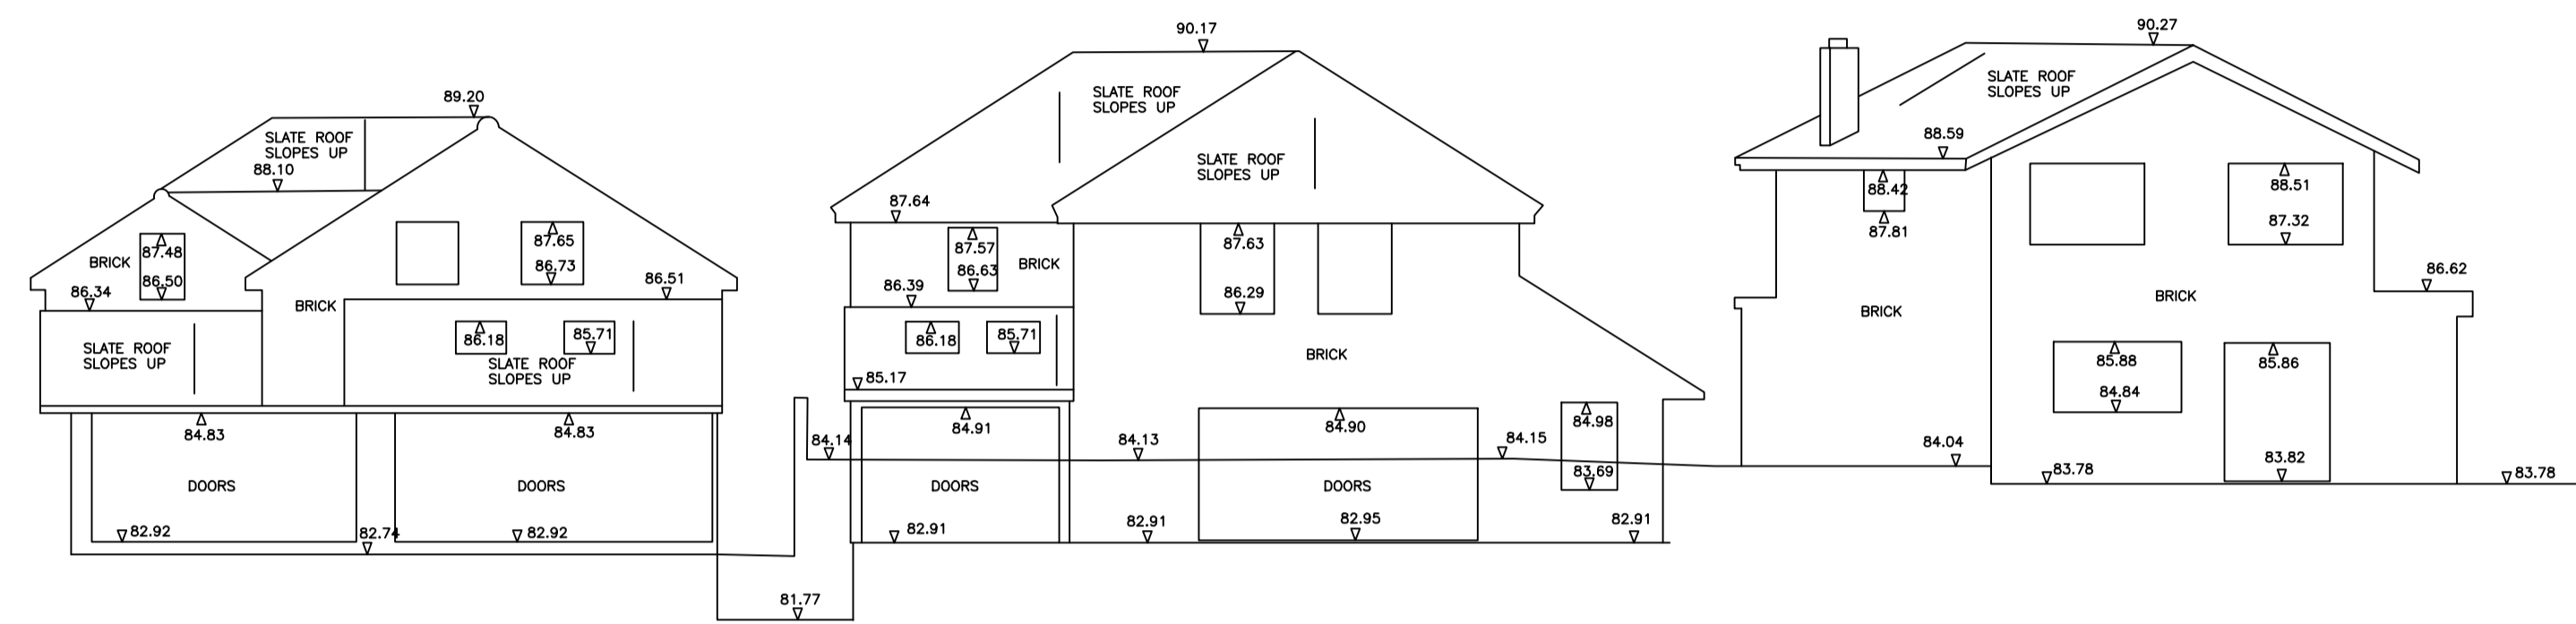 89.20
SLATE ROOF
SLOPES UP
88.10
87.48
BRICK
86.50
86.34
87.65
86.73
86.51
BRICK
SLATE ROOF
SLOPES UP
86.18
85.71
SLATE ROOF
SLOPES UP
84.83
84.83
DOORS
DOORS
82.92
82.74
82.92
81.77
90.17
SLATE ROOF
SLOPES UP
SLATE ROOF
SLOPES UP
87.64
87.57
86.63
BRICK
87.63
86.29
86.39
86.18
85.71
BRICK
85.17
84.14
84.91
84.13
84.90
84.15
84.98
83.69
DOORS
DOORS
82.91
82.91
82.95
82.91
90.27
SLATE ROOF
SLOPES UP
88.59
88.42
87.81
88.51
87.32
86.62
BRICK
BRICK
85.88
84.84
85.86
84.04
83.78
83.82
83.78